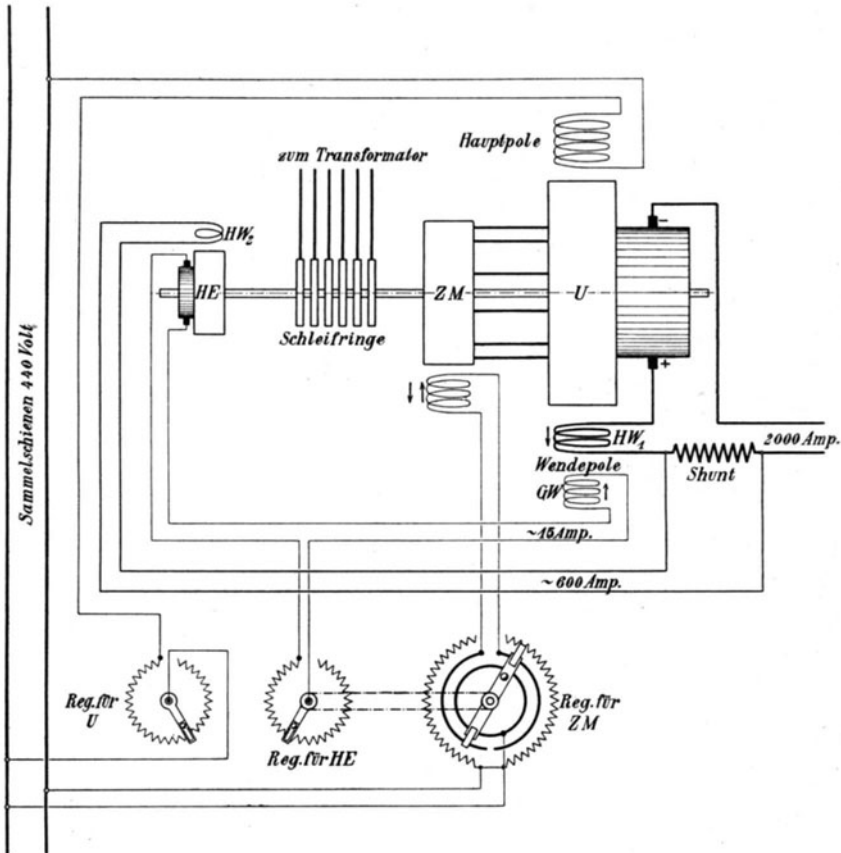 Hauptpole
zum Transformator
HW₂
HE
ZM
U
-
+
Schleifringe
Sammelschienen 440 Volt
HW₁
2000 Amp.
Wendepole
Shunt
GW
~15 Amp.
~600 Amp.
Reg. für
U
Reg. für HE
Reg. für
ZM